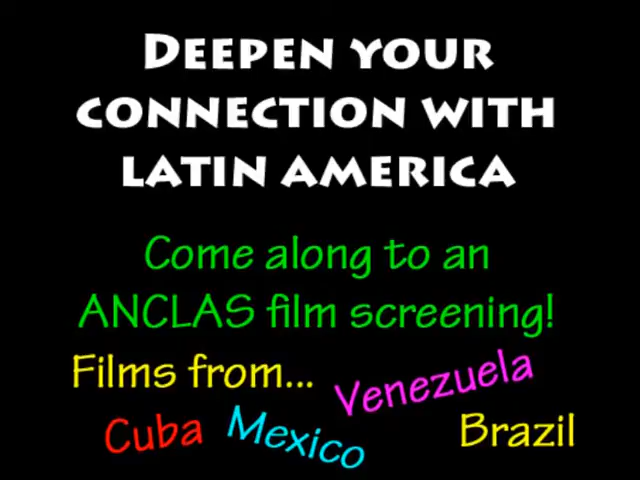 DEEPEN YOUR
CONNECTION WITH
LATIN AMERICA
Come along to an
ANCLAS film screening!
Films from...
Venezuela
Cuba
Mexico
Brazil